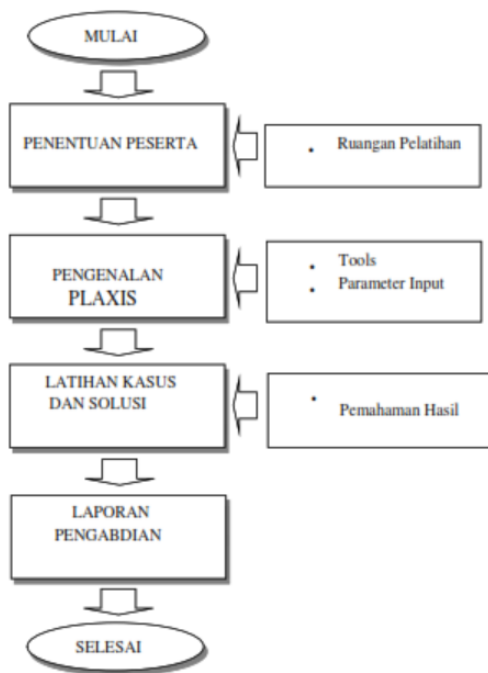 MULAI
PENENTUAN PESERTA
• Ruangan Pelatihan
PENGENALAN
PLAXIS
• Tools
• Parameter Input
LATIHAN KASUS
DAN SOLUSI
• Pemahaman Hasil
LAPORAN
PENGABDIAN
SELESAI